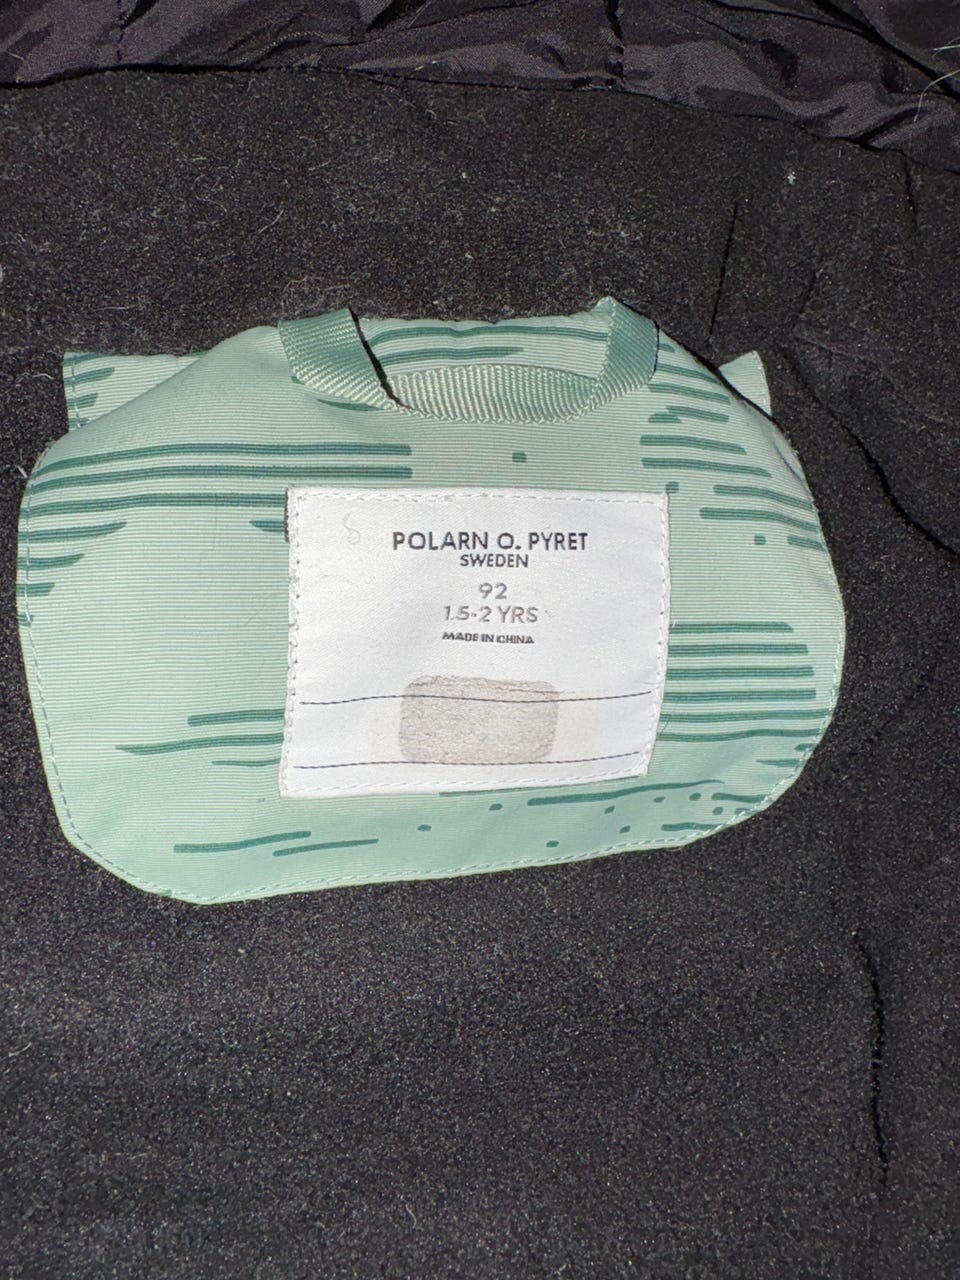 POLARN O. PYRET
SWEDEN
92
1.5-2 YRS
MADE IN CHINA